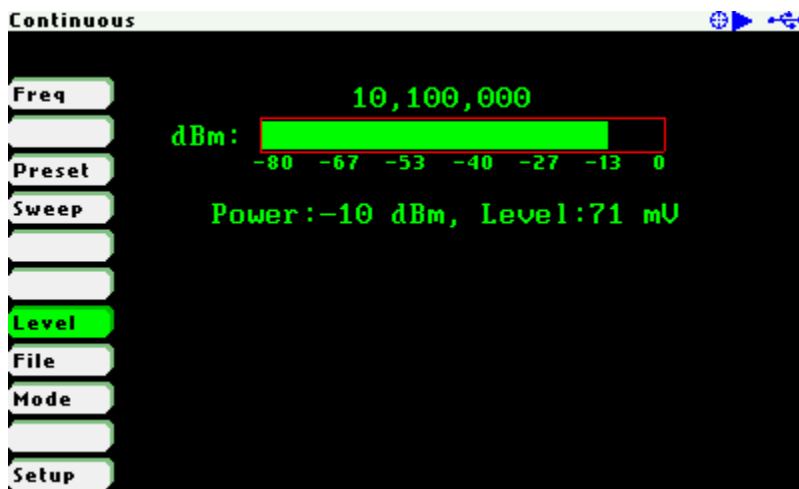 Continuous
Freq
10,100,000
dBm:
-80 -67 -53 -40 -27 -13 0
Preset
Sweep
Power:-10 dBm, Level:71 mV
Level
File
Mode
Setup